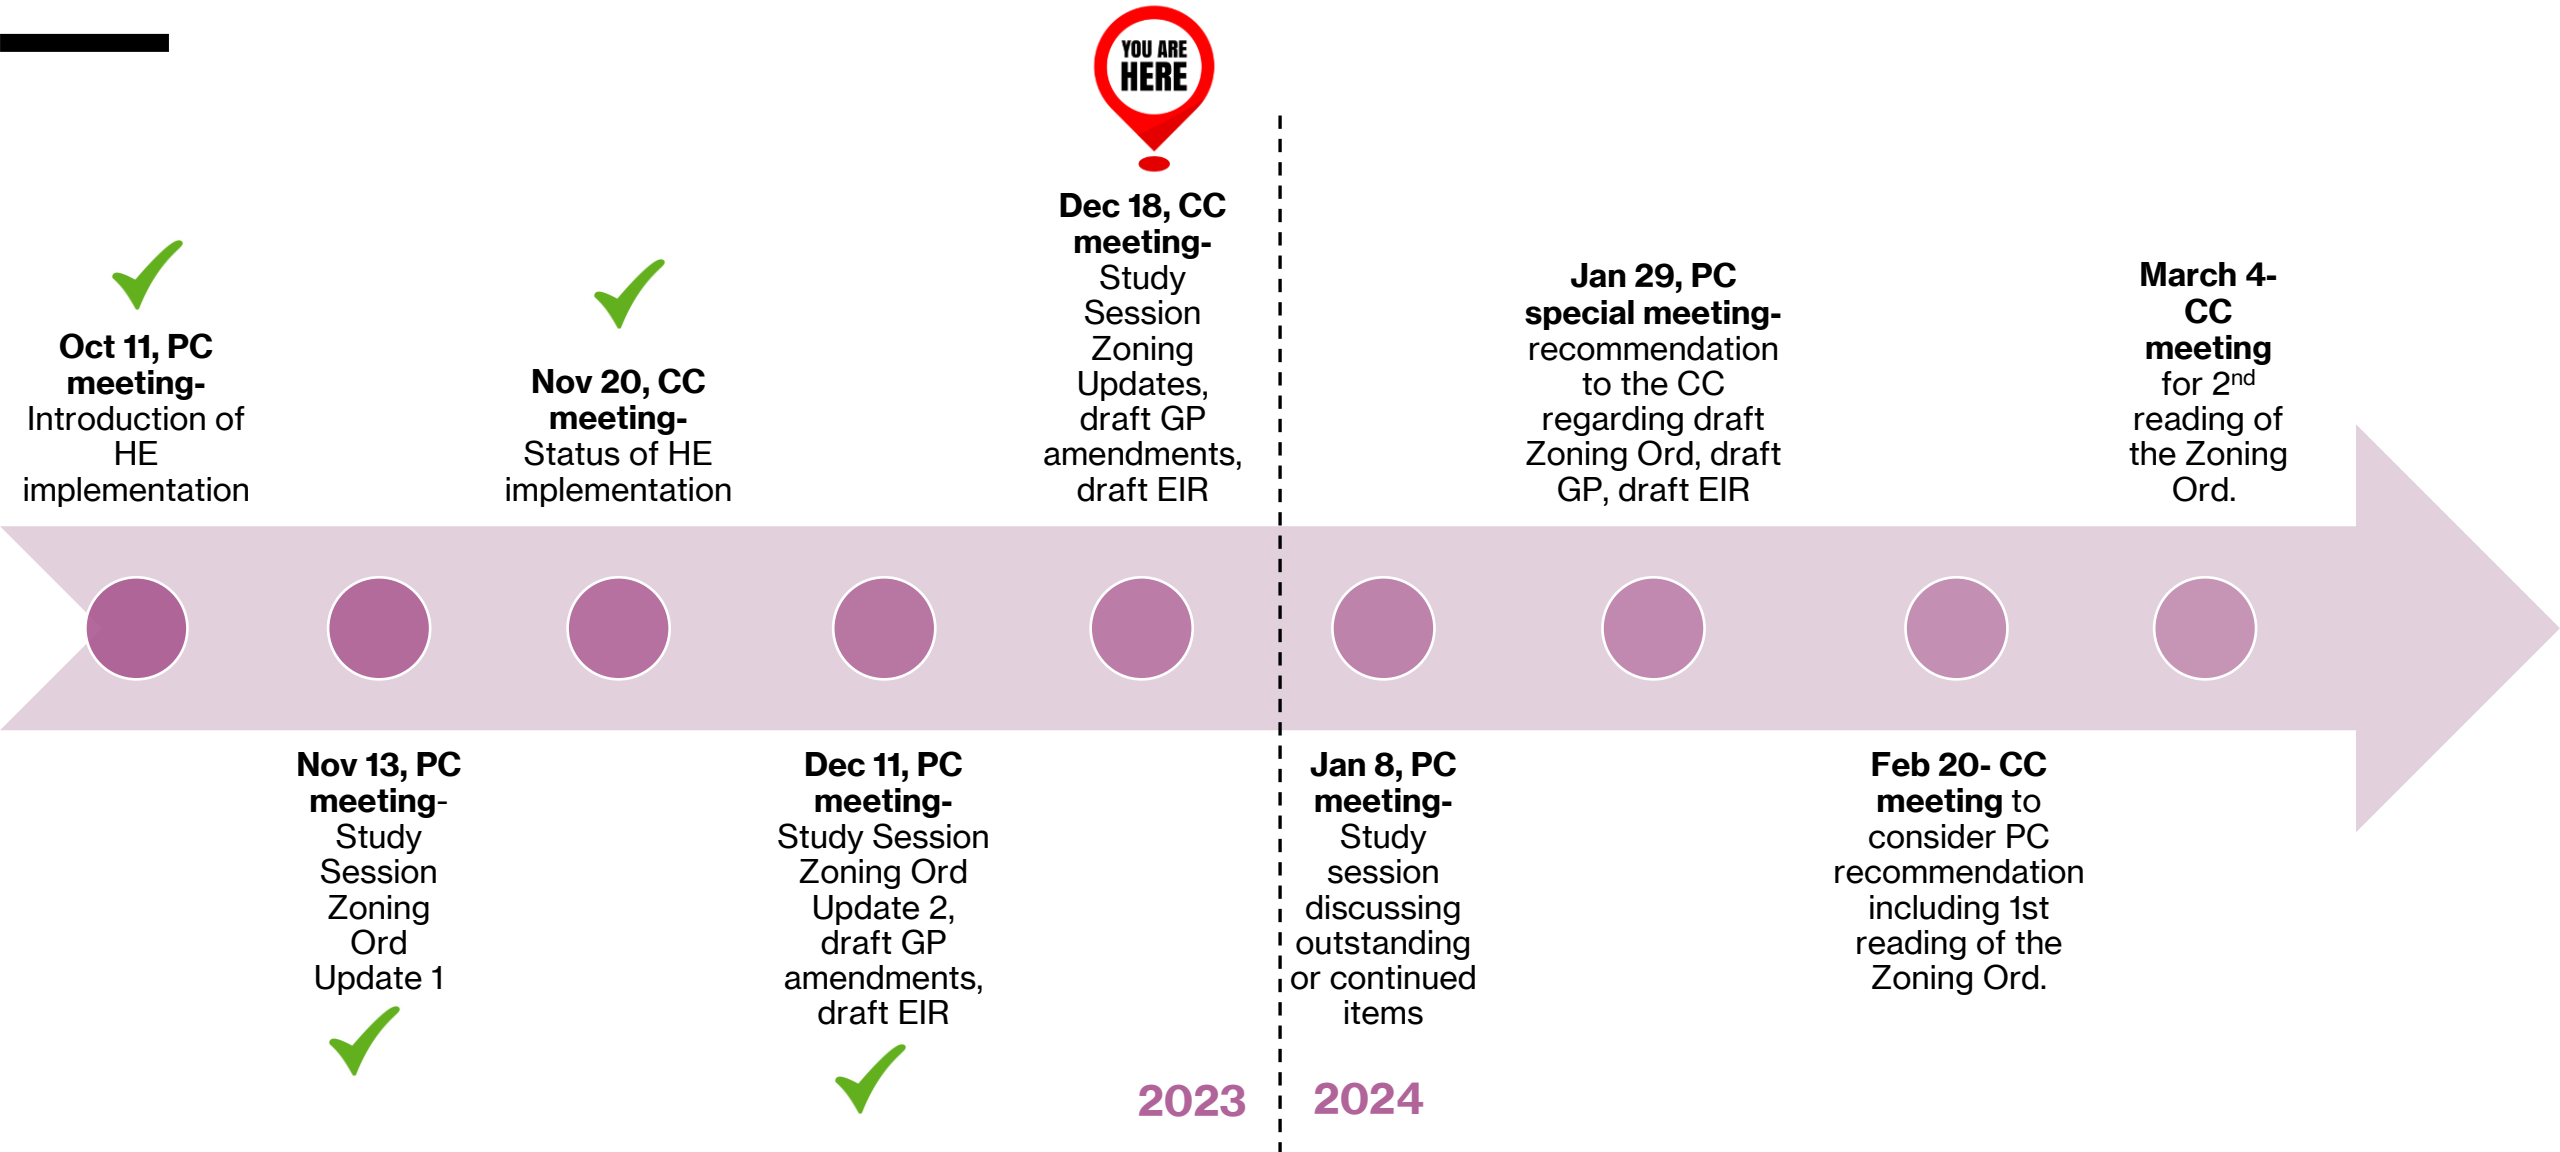 YOU ARE
HERE
Oct 11, PC
meeting-
Introduction of
HE
implementation
Nov 13, PC
meeting-
Study
Session
Zoning
Ord
Update 1
Nov 20, CC
meeting-
Status of HE
implementation
Dec 11, PC
meeting-
Study Session
Zoning Ord
Update 2,
draft GP
amendments,
draft EIR
Dec 18, CC
meeting-
Study
Session
Zoning
Updates,
draft GP
amendments,
draft EIR
2023
2024
Jan 8, PC
meeting-
Study
session
discussing
outstanding
or continued
items
Jan 29, PC
special meeting-
recommendation
to the CC
regarding draft
Zoning Ord, draft
GP, draft EIR
Feb 20- CC
meeting to
consider PC
recommendation
including 1st
reading of the
Zoning Ord.
March 4-
CC
meeting
for 2nd
reading of
the Zoning
Ord.